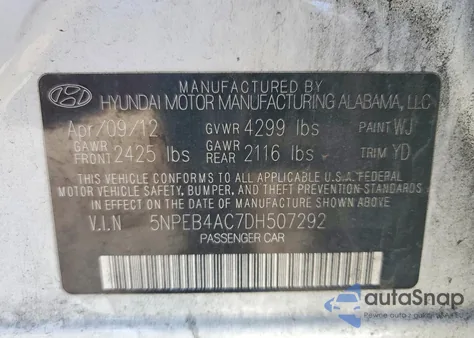 MANUFACTURED BY
HYUNDAI MOTOR MANUFACTURING ALABAMA, LLC
Apr/09/12 GVWR 4299 lbs PAINT WJ
GAWR FRONT 2425 lbs GAWR REAR 2116 lbs TRIM YD
THIS VEHICLE CONFORMS TO ALL APPLICABLE U.S.A. FEDERAL
MOTOR VEHICLE SAFETY, BUMPER, AND THEFT PREVENTION
STANDARDS IN EFFECT ON THE DATE OF MANUFACTURE SHOWN ABOVE.
V.I.N 5NPEB4AC7DH507292
PASSENGER CAR
autoSnap